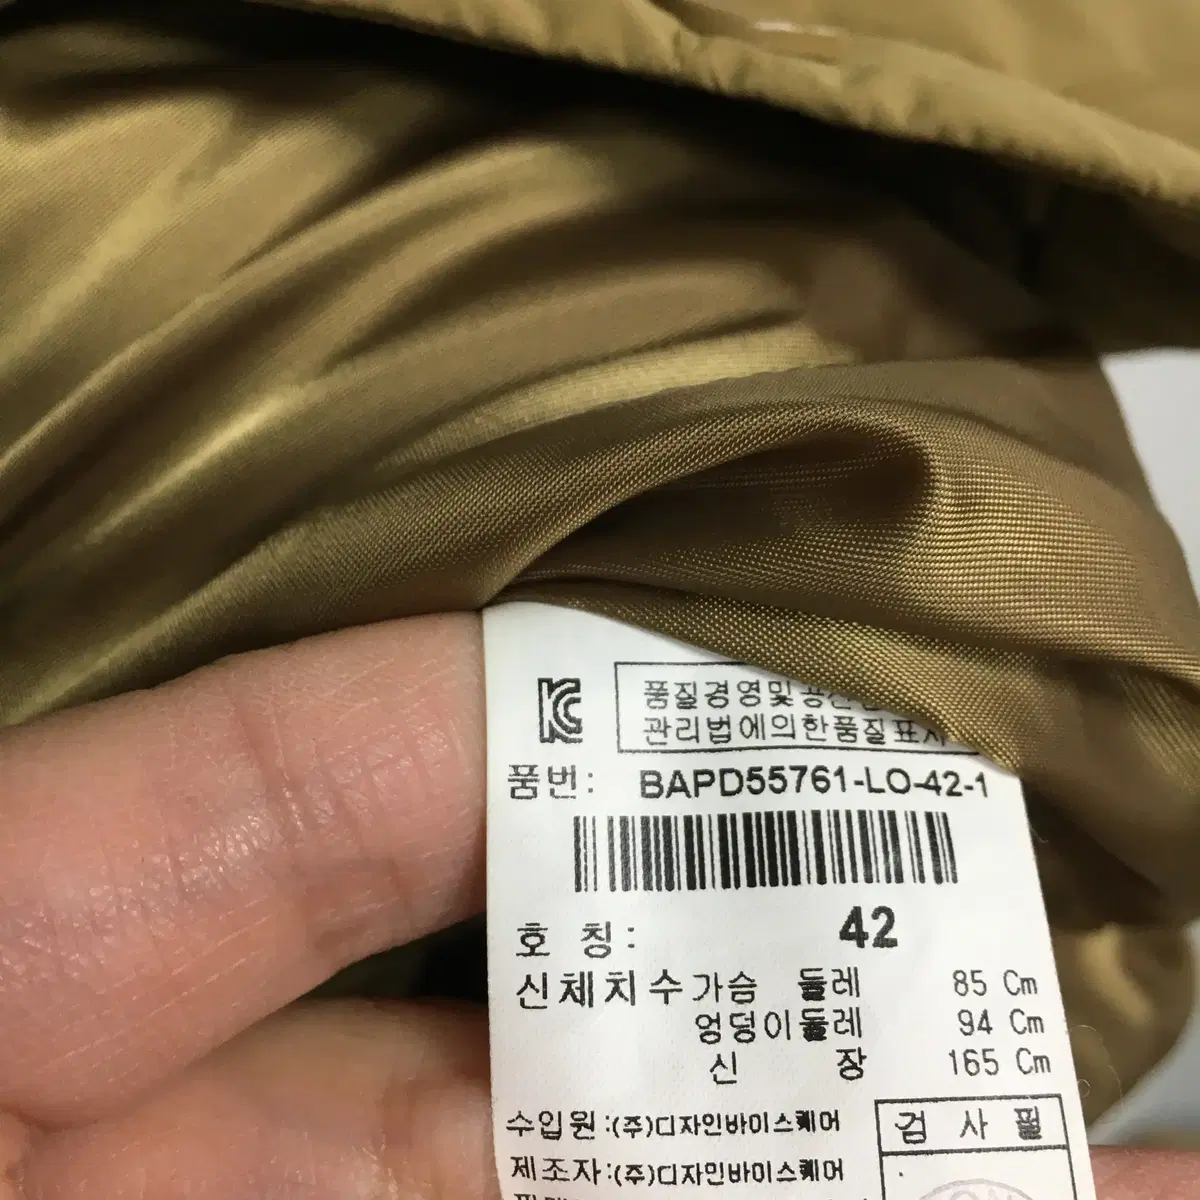 KC
품질경영및공산
관리법에의한품질표시
품번: BAPD55761-LO-42-1
호 칭: 42
신체치수 가슴 둘레 85 Cm
엉덩이둘레 94 Cm
신 장 165 Cm
수입원:(주)디자인바이스퀘어
검 사 필
제조자:(주)디자인바이스퀘어